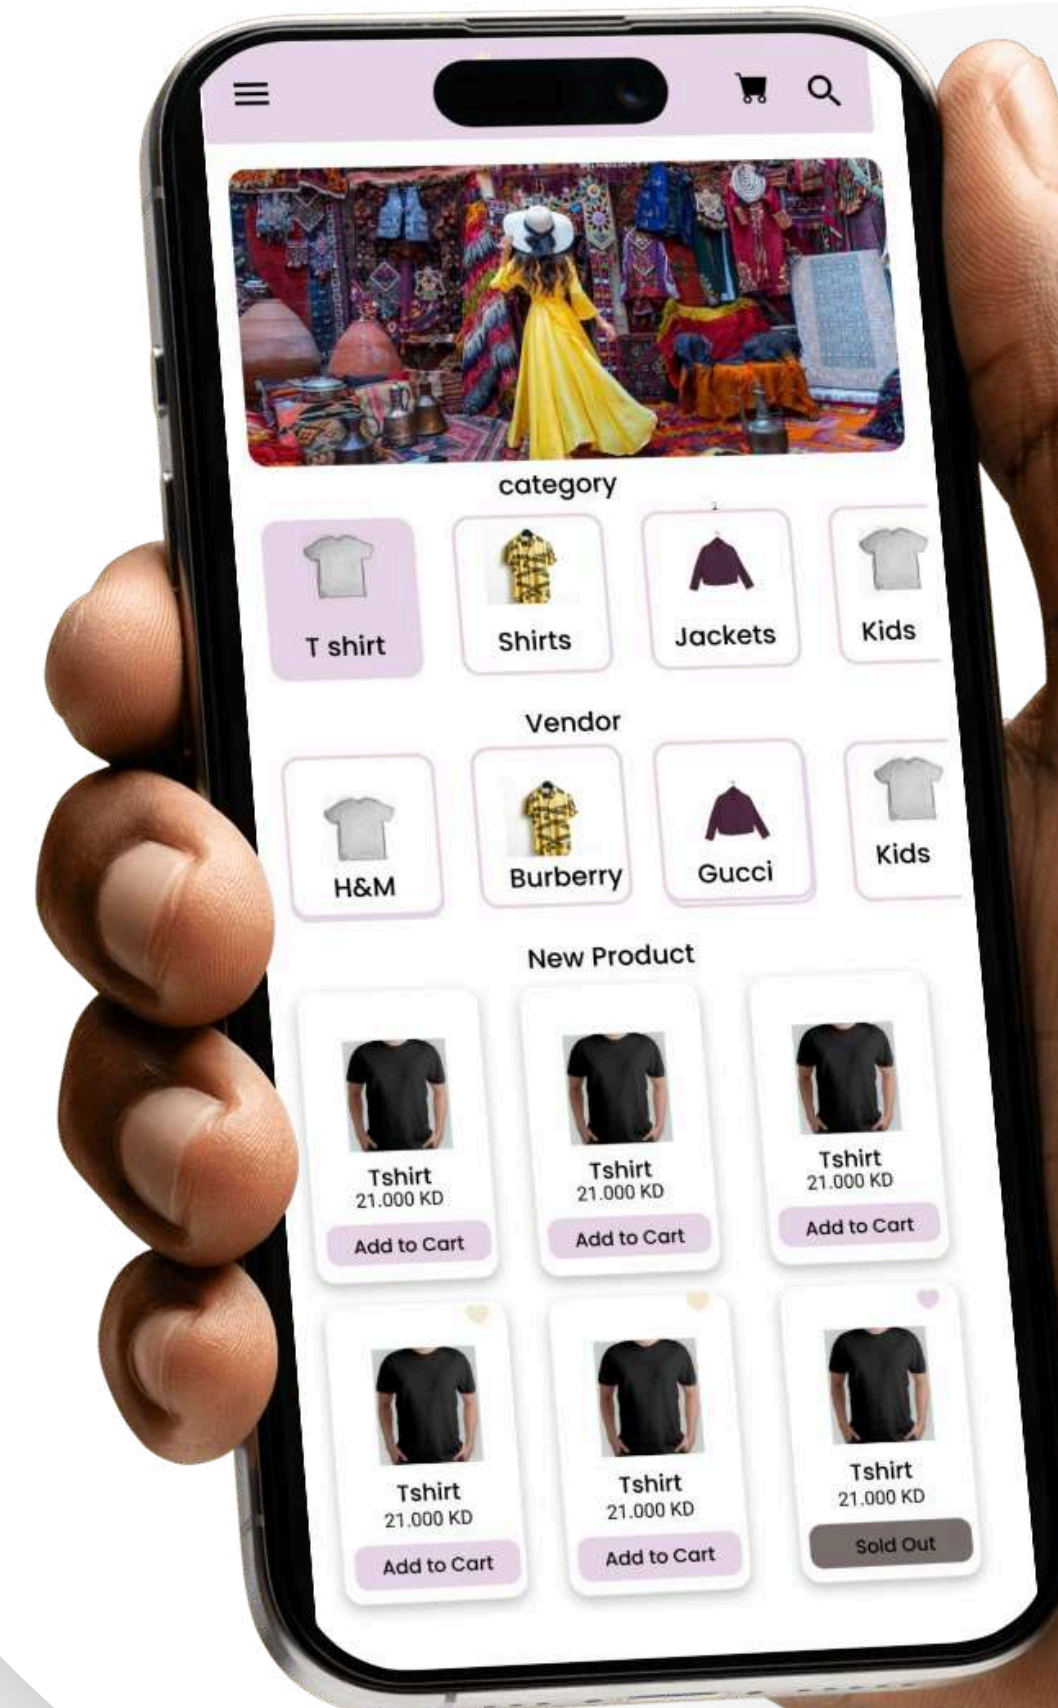 category
T shirt
Shirts
Jackets
Kids
Vendor
H&M
Burberry
Gucci
Kids
New Product
Tshirt
21.000 KD
Add to Cart
Tshirt
21.000 KD
Add to Cart
Tshirt
21.000 KD
Add to Cart
Tshirt
21.000 KD
Add to Cart
Tshirt
21.000 KD
Add to Cart
Tshirt
21.000 KD
Sold Out